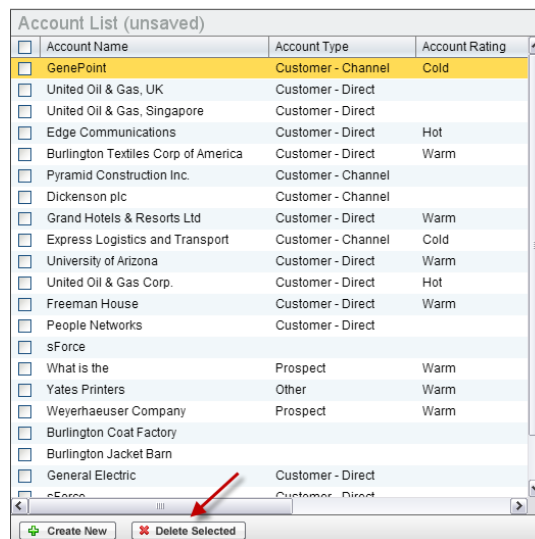 Account List (unsaved)
Account Name Account Type Account Rating
GenePoint Customer - Channel Cold
United Oil & Gas, UK Customer - Direct
United Oil & Gas, Singapore Customer - Direct
Edge Communications Customer - Direct Hot
Burlington Textiles Corp of America Customer - Direct Warm
Pyramid Construction Inc. Customer - Channel
Dickenson plc Customer - Channel
Grand Hotels & Resorts Ltd Customer - Direct Warm
Express Logistics and Transport Customer - Channel Cold
University of Arizona Customer - Direct Warm
United Oil & Gas Corp. Customer - Direct Hot
Freeman House Customer - Direct Warm
People Networks Customer - Direct
sForce
What is the Prospect Warm
Yates Printers Other Warm
Weyerhaeuser Company Prospect Warm
Burlington Coat Factory
Burlington Jacket Barn
General Electric Customer - Direct
sForce Customer - Direct
Create New Delete Selected